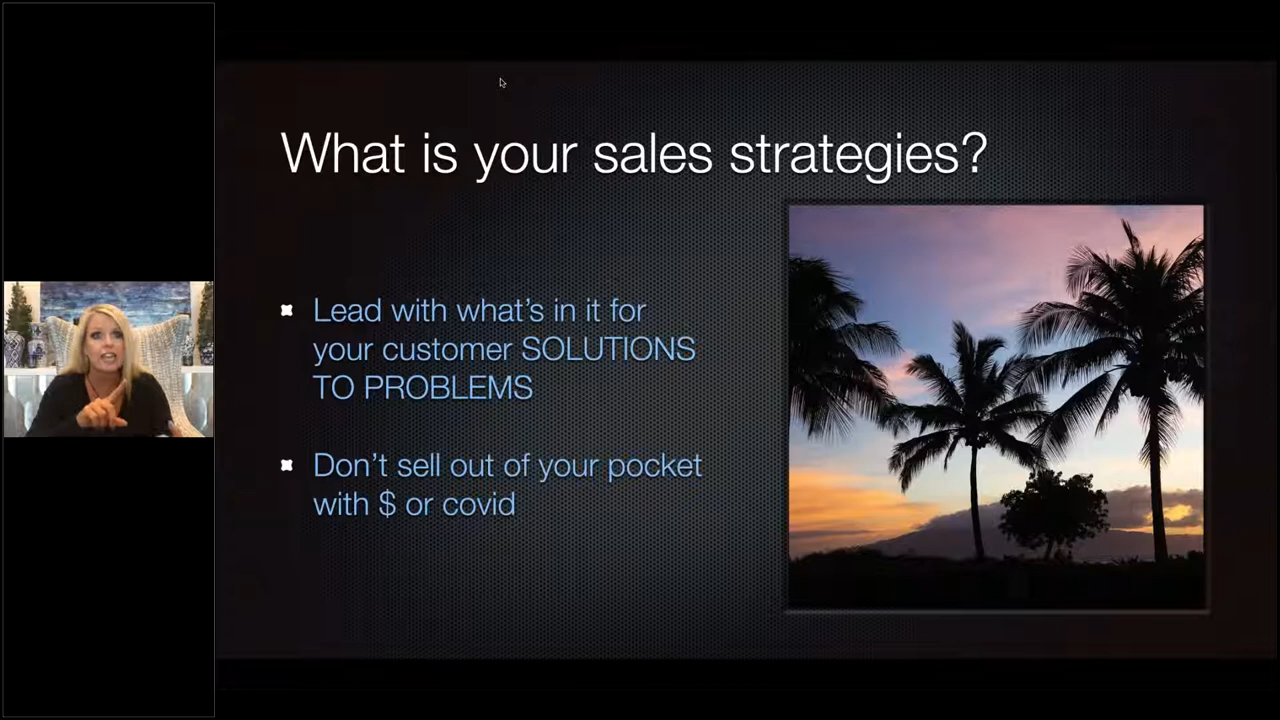 What is your sales strategies?
Lead with what's in it for
your customer SOLUTIONS
TO PROBLEMS
Don't sell out of your pocket
with $ or covid